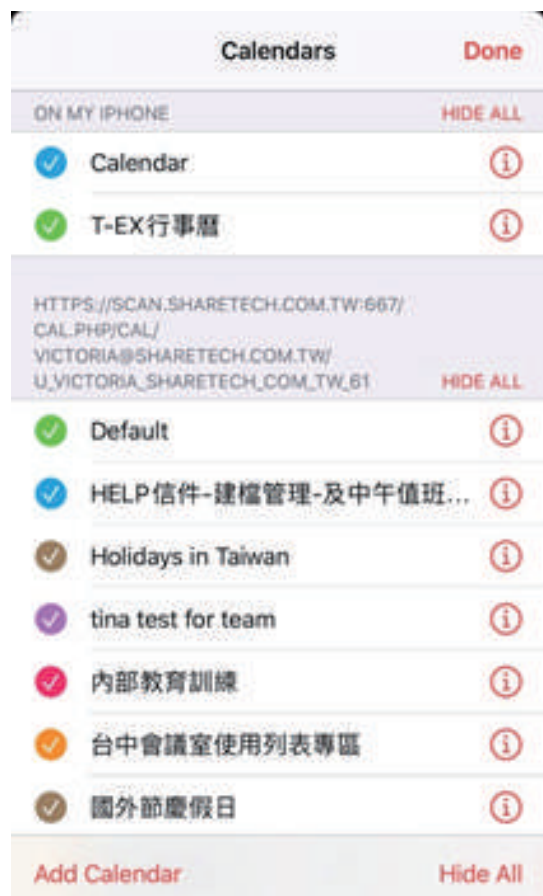 Calendars
Done
ON MY IPHONE
HIDE ALL
Calendar
T-EX行事曆
HTTPS://SCAN.SHARETECH.COM.TW:667/
CAL.PHP/CAL/
VICTORIA@SHARETECH.COM.TW/
U_VICTORIA_SHARETECH_COM_TW_61
HIDE ALL
Default
HELP信件-建檔管理-及中午值班...
Holidays in Taiwan
tina test for team
內部教育訓練
台中會議室使用列表專區
國外節慶假日
Add Calendar
Hide All